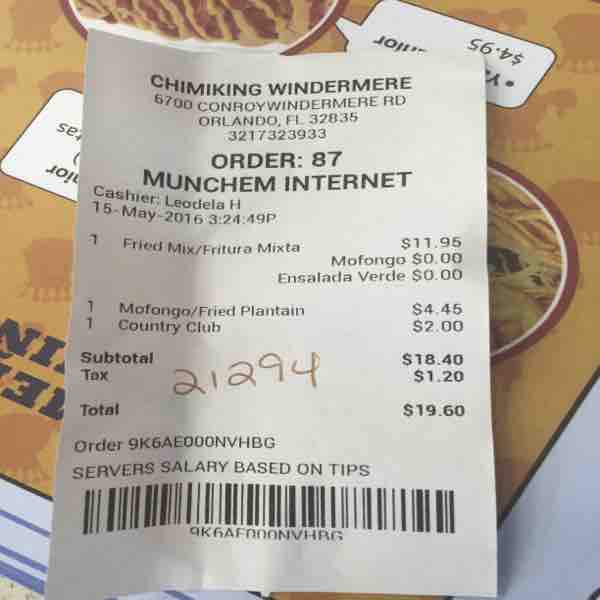 CHIMIKING WINDERMERE
6700 CONROYWINDERMERE RD
ORLANDO, FL 32835
3217323933
ORDER: 87
MUNCHEM INTERNET
Cashier: Leodela H
15-May-2016 3:24:49P
1 Fried Mix/Fritura Mixta $11.95
Mofongo $0.00
Ensalada Verde $0.00
1 Mofongo/Fried Plantain $4.45
1 Country Club $2.00
Subtotal $18.40
Tax $1.20
21294
Total $19.60
Order 9K6AE000NVHBG
SERVERS SALARY BASED ON TIPS
9K6AE000NVHBG
$4.95